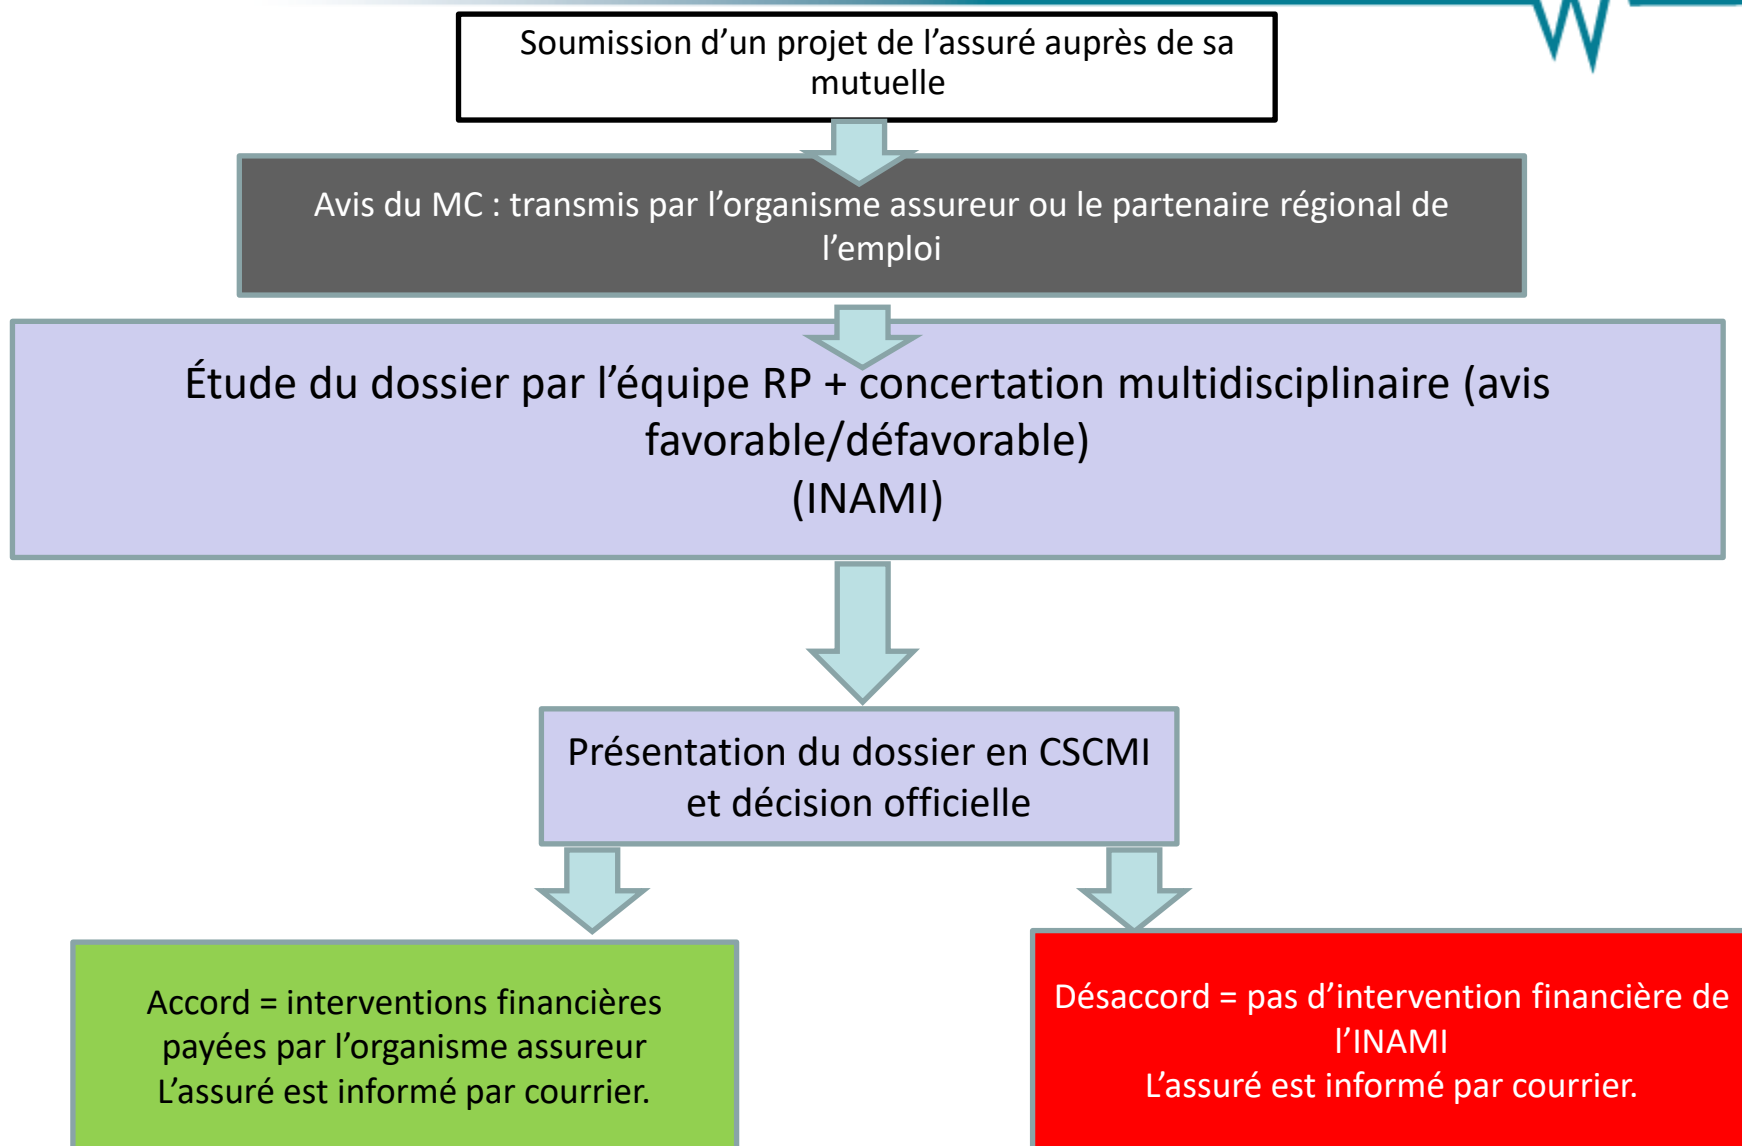 Soumission d’un projet de l’assuré auprès de sa
mutuelle
Avis du MC : transmis par l’organisme assureur ou le partenaire régional de
l’emploi
Étude du dossier par l’équipe RP + concertation multidisciplinaire (avis
favorable/défavorable)
(INAMI)
Présentation du dossier en CSCMI
et décision officielle
Accord = interventions financières
payées par l’organisme assureur
L’assuré est informé par courrier.
Désaccord = pas d’intervention financière de
l’INAMI
L’assuré est informé par courrier.